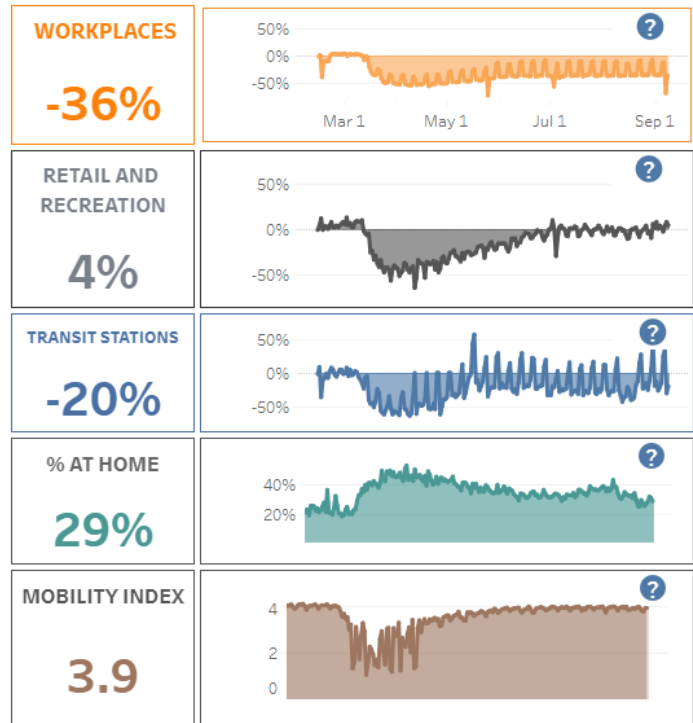 WORKPLACES
-36%
50%
0%
-50%
Mar 1
May 1
Jul 1
Sep 1
?
RETAIL AND
RECREATION
4%
50%
0%
-50%
?
TRANSIT STATIONS
-20%
50%
0%
-50%
?
% AT HOME
29%
40%
20%
?
MOBILITY INDEX
3.9
4
2
0
?